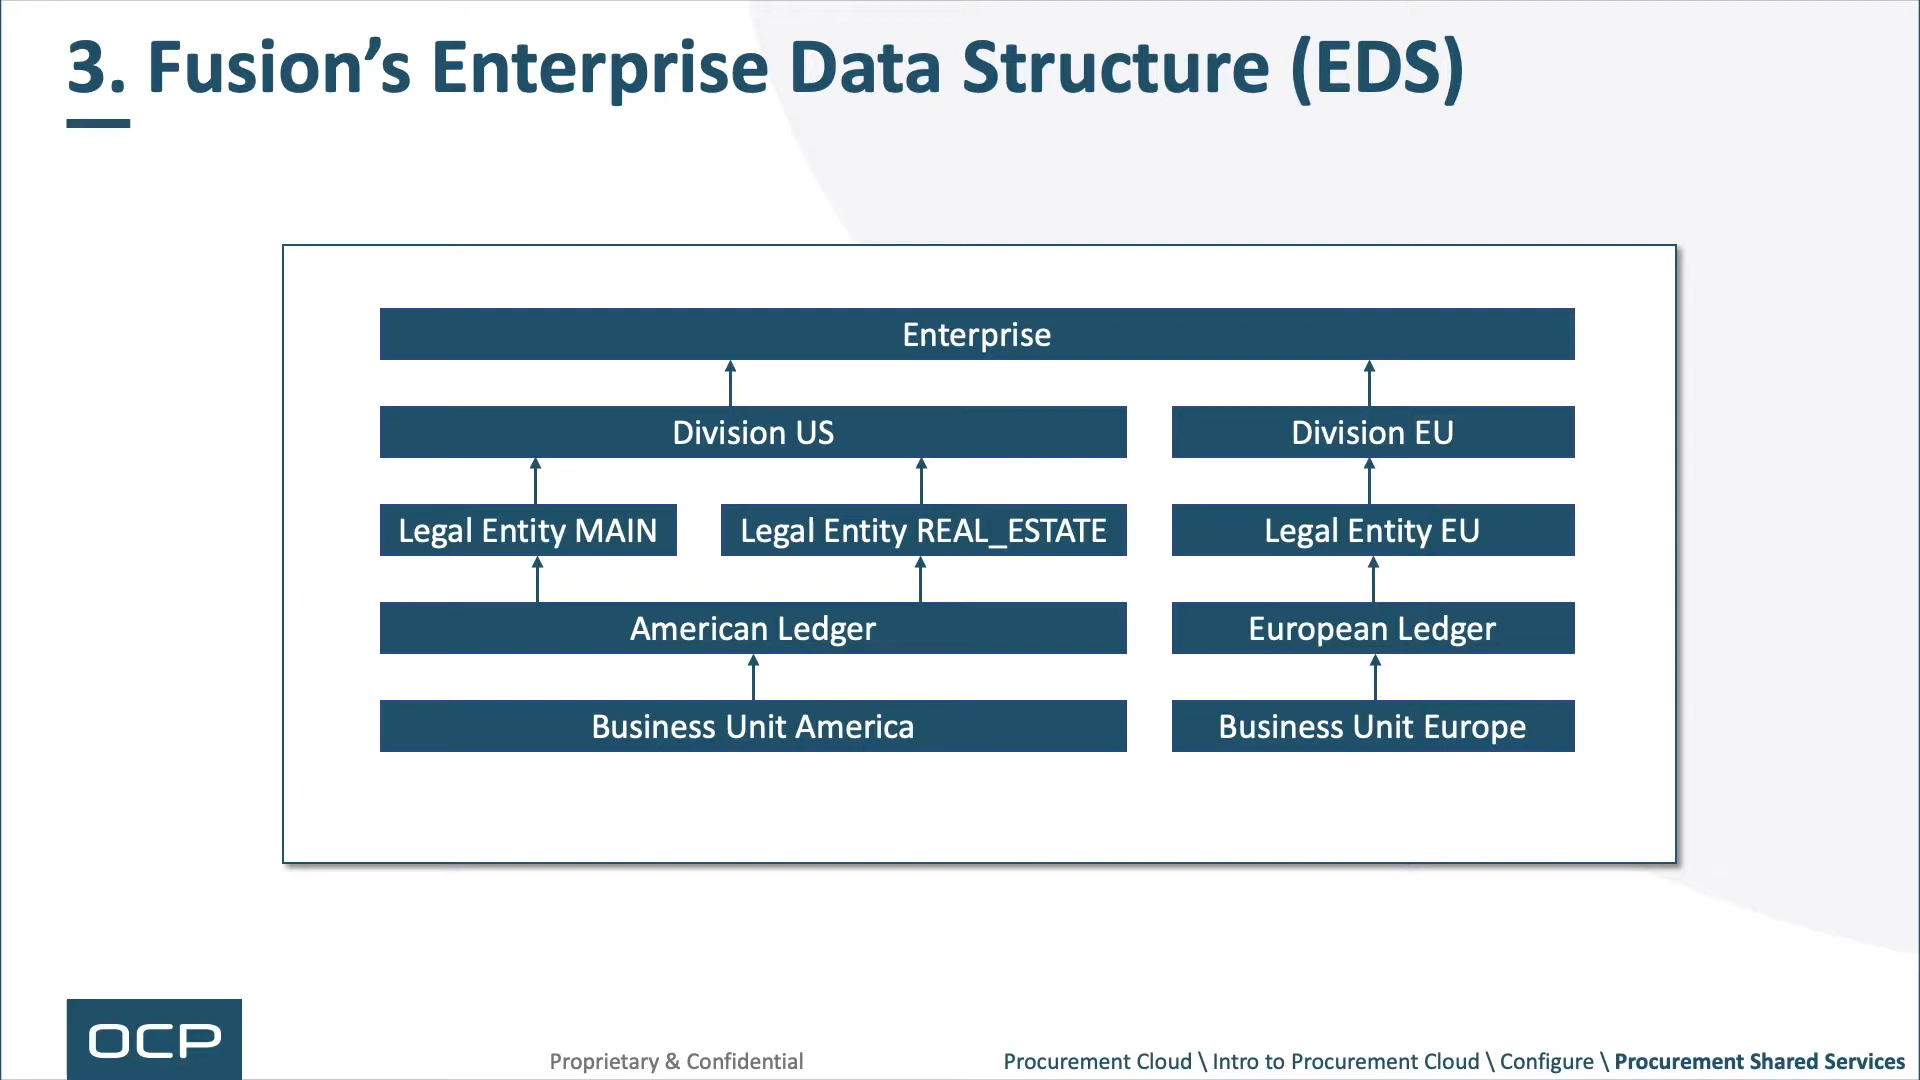 3. Fusion’s Enterprise Data Structure (EDS)
Enterprise
Division US
Division EU
Legal Entity MAIN
Legal Entity REAL_ESTATE
Legal Entity EU
American Ledger
European Ledger
Business Unit America
Business Unit Europe
OCP
Proprietary & Confidential
Procurement Cloud \ Intro to Procurement Cloud \ Configure \ Procurement Shared Services